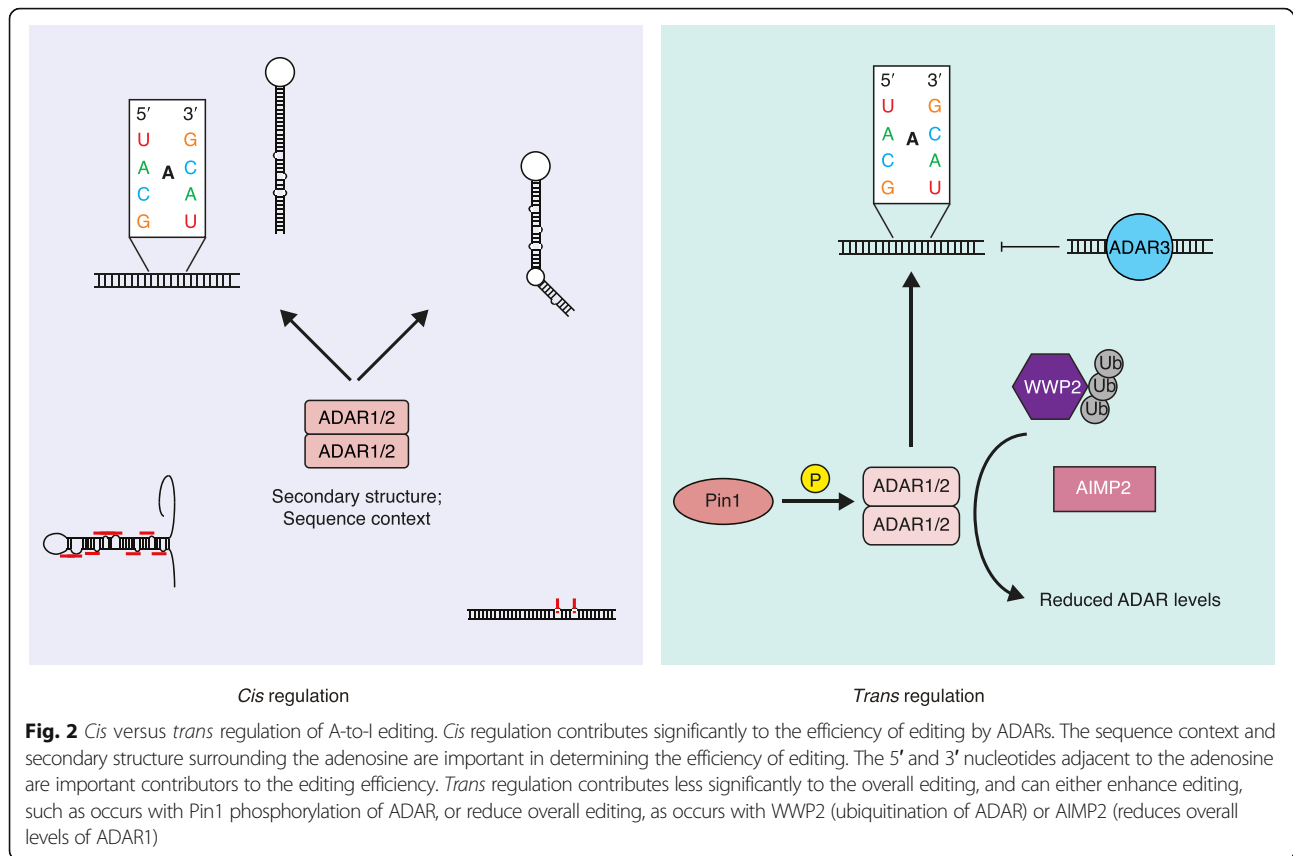 5′ 3′
U G
A A C
C A
G U
ADAR1/2
ADAR1/2
Secondary structure;
Sequence context
Cis regulation
5′ 3′
U G
A A C
C A
G U
ADAR3
WWP2
Ub
Ub
Ub
Pin1
P
ADAR1/2
ADAR1/2
AIMP2
Reduced ADAR levels
Trans regulation
Fig. 2 Cis versus trans regulation of A-to-I editing. Cis regulation contributes significantly to the efficiency of editing by ADARs. The sequence context and
secondary structure surrounding the adenosine are important in determining the efficiency of editing. The 5′ and 3′ nucleotides adjacent to the adenosine
are important contributors to the editing efficiency. Trans regulation contributes less significantly to the overall editing, and can either enhance editing,
such as occurs with Pin1 phosphorylation of ADAR, or reduce overall editing, as occurs with WWP2 (ubiquitination of ADAR) or AIMP2 (reduces overall
levels of ADAR1)